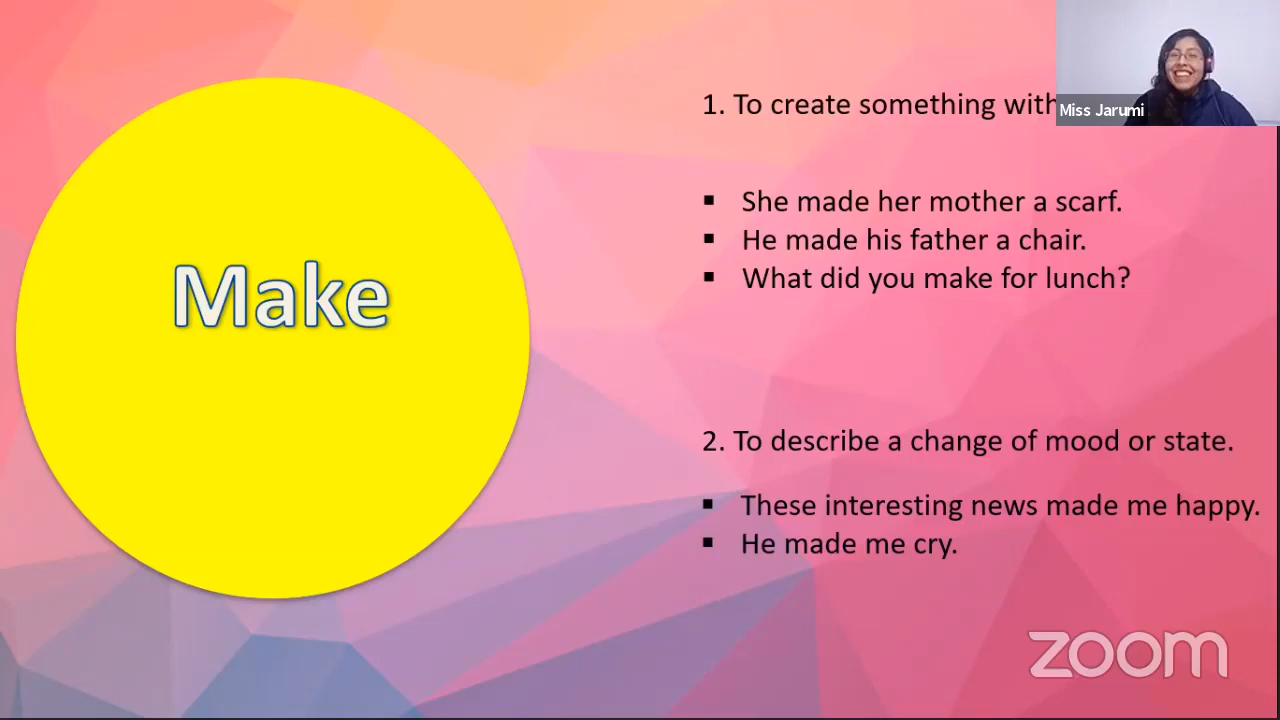 Make
1. To create something with
Miss Jarumi
▪ She made her mother a scarf.
▪ He made his father a chair.
▪ What did you make for lunch?
2. To describe a change of mood or state.
▪ These interesting news made me happy.
▪ He made me cry.
zoom